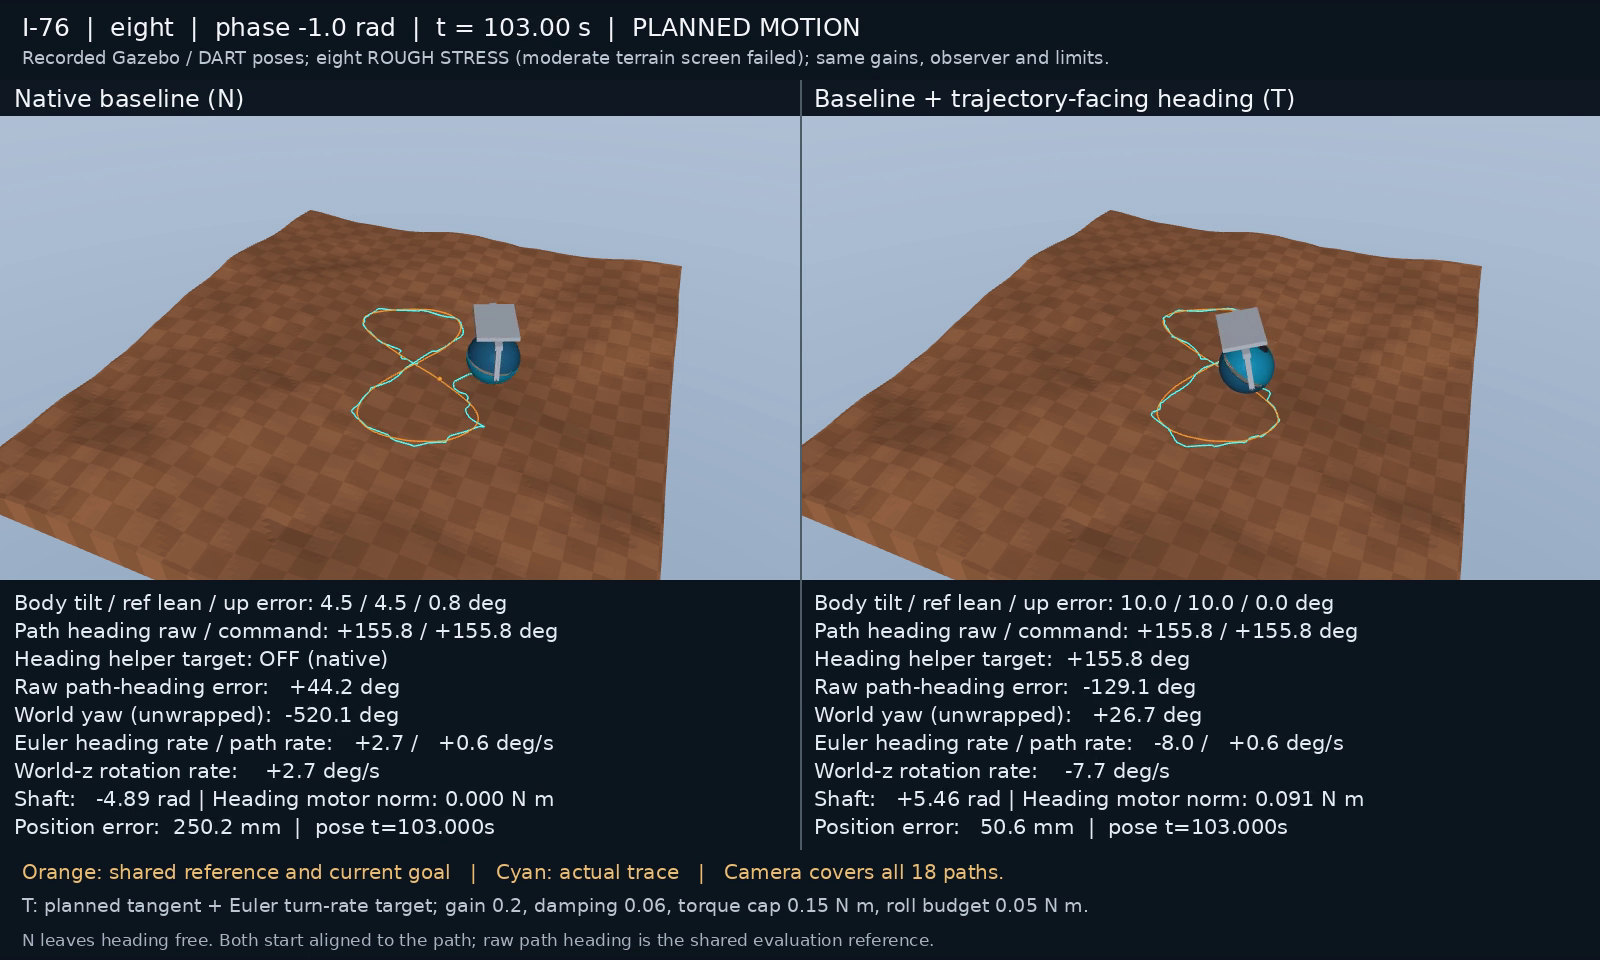 I-76 | eight | phase -1.0 rad | t = 103.00 s | PLANNED MOTION
Recorded Gazebo / DART poses; eight ROUGH STRESS (moderate terrain screen failed); same gains, observer and limits.
Native baseline (N)
Body tilt / ref lean / up error: 4.5 / 4.5 / 0.8 deg
Path heading raw / command: +155.8 / +155.8 deg
Heading helper target: OFF (native)
Raw path-heading error: +44.2 deg
World yaw (unwrapped): -520.1 deg
Euler heading rate / path rate: +2.7 / +0.6 deg/s
World-z rotation rate: +2.7 deg/s
Shaft: -4.89 rad | Heading motor norm: 0.000 N m
Position error: 250.2 mm | pose t=103.000s
Baseline + trajectory-facing heading (T)
Body tilt / ref lean / up error: 10.0 / 10.0 / 0.0 deg
Path heading raw / command: +155.8 / +155.8 deg
Heading helper target: +155.8 deg
Raw path-heading error: -129.1 deg
World yaw (unwrapped): +26.7 deg
Euler heading rate / path rate: -8.0 / +0.6 deg/s
World-z rotation rate: -7.7 deg/s
Shaft: +5.46 rad | Heading motor norm: 0.091 N m
Position error: 50.6 mm | pose t=103.000s
Orange: shared reference and current goal | Cyan: actual trace | Camera covers all 18 paths.
T: planned tangent + Euler turn-rate target; gain 0.2, damping 0.06, torque cap 0.15 N m, roll budget 0.05 N m.
N leaves heading free. Both start aligned to the path; raw path heading is the shared evaluation reference.